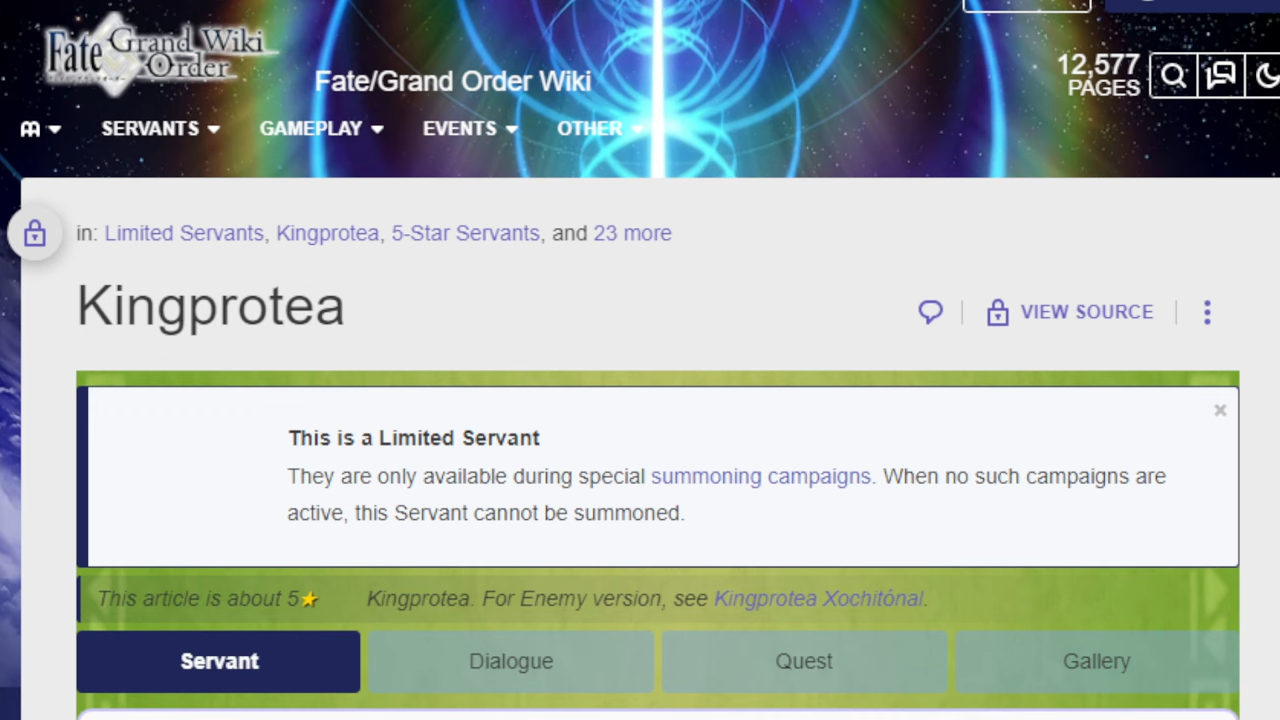 Fate Grand Wiki
Order
Fate/Grand Order Wiki
12,577
PAGES
SERVANTS
GAMEPLAY
EVENTS
OTHER
in: Limited Servants, Kingprotea, 5-Star Servants, and 23 more
Kingprotea
VIEW SOURCE
This is a Limited Servant
They are only available during special summoning campaigns. When no such campaigns are
active, this Servant cannot be summoned.
This article is about 5★ Kingprotea. For Enemy version, see Kingprotea Xochitónal.
Servant
Dialogue
Quest
Gallery